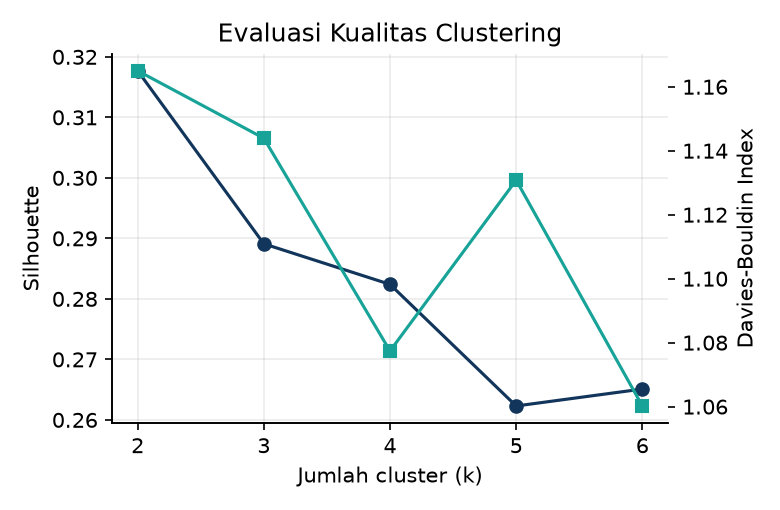 Evaluasi Kualitas Clustering
Silhouette
0.32
0.31
0.30
0.29
0.28
0.27
0.26
2 3 4 5 6
Jumlah cluster (k)
1.16
1.14
1.12
1.10
1.08
1.06
Davies-Bouldin Index